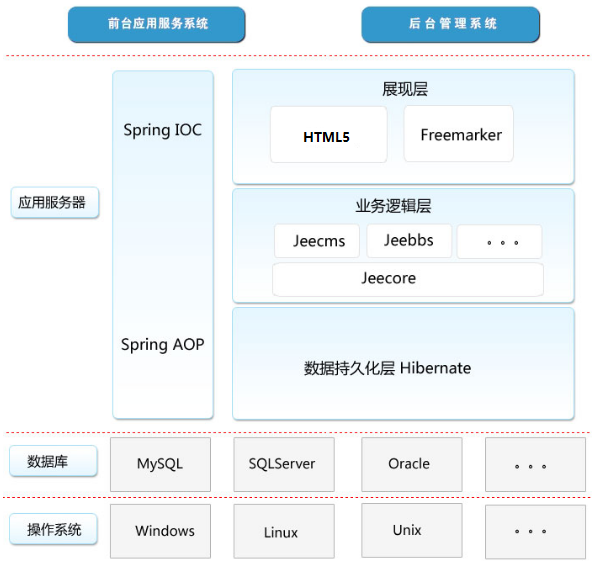 前台应用服务系统
后台管理系统
应用服务器
Spring IOC
Spring AOP
展现层
HTML5
Freemarker
业务逻辑层
Jeecms
Jeebbs
。。。
Jeecore
数据持久化层 Hibernate
数据库
MySQL
SQLServer
Oracle
。。。
操作系统
Windows
Linux
Unix
。。。